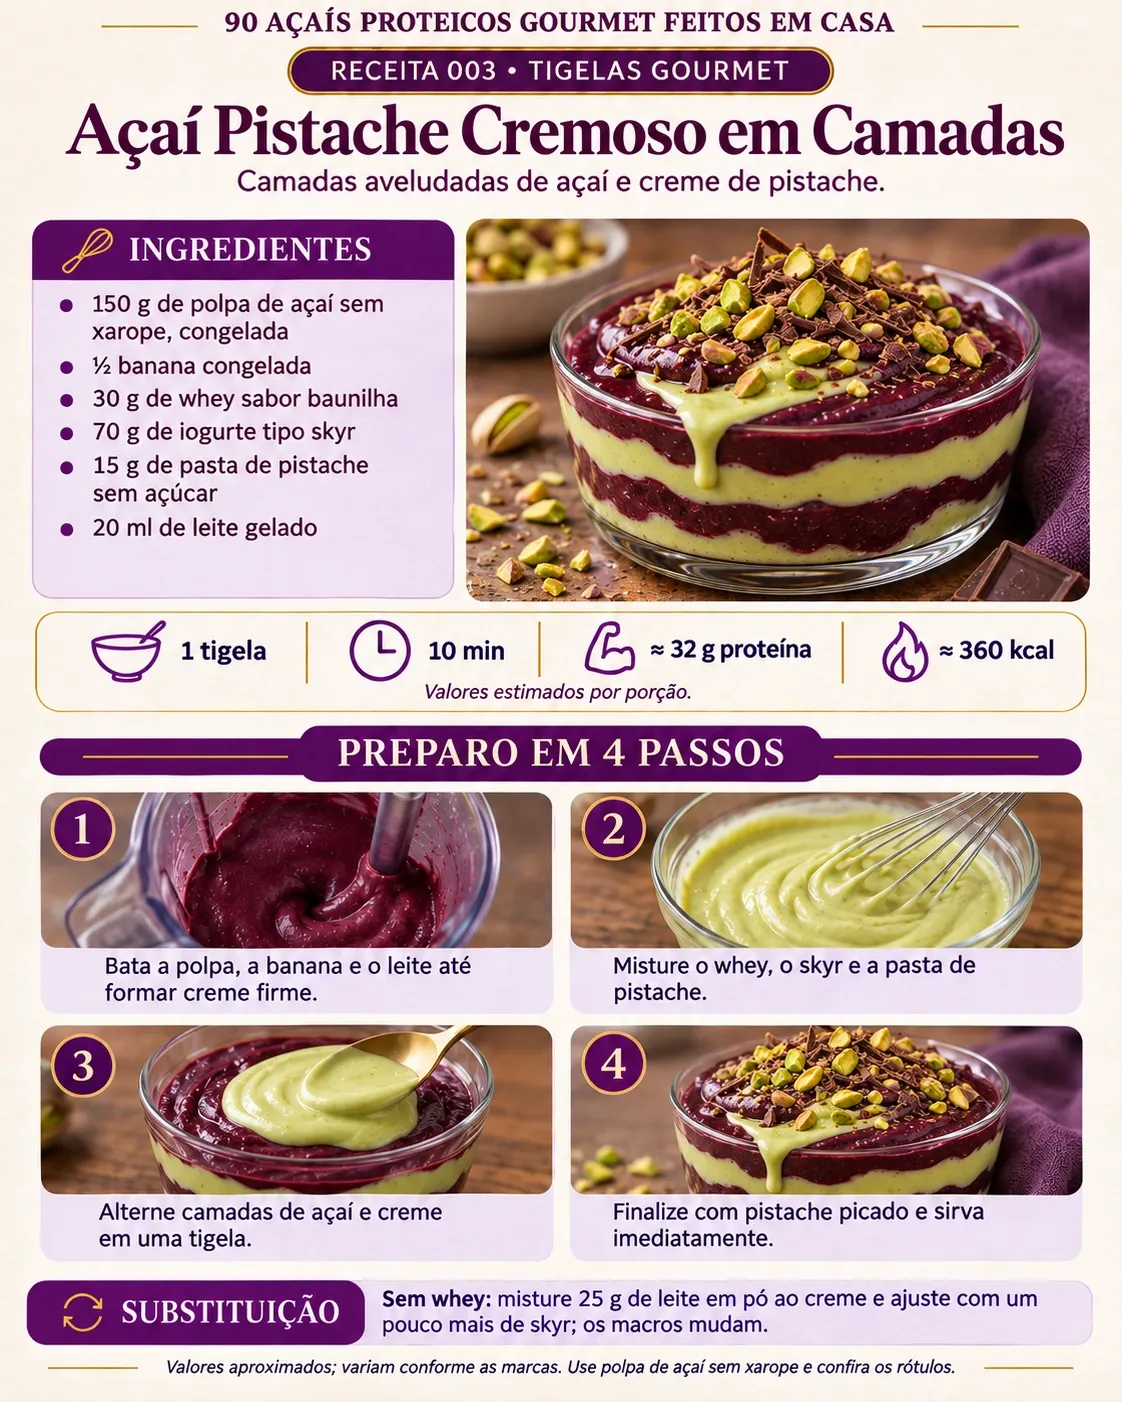 90 AÇAÍS PROTEICOS GOURMET FEITOS EM CASA
RECEITA 003 • TIGELAS GOURMET
Açaí Pistache Cremoso em Camadas
Camadas aveludadas de açaí e creme de pistache.
INGREDIENTES
• 150 g de polpa de açaí sem
xarope, congelada
• ½ banana congelada
• 30 g de whey sabor baunilha
• 70 g de iogurte tipo skyr
• 15 g de pasta de pistache
sem açúcar
• 20 ml de leite gelado
1 tigela
10 min
≈ 32 g proteína
≈ 360 kcal
Valores estimados por porção.
PREPARO EM 4 PASSOS
1
Bata a polpa, a banana e o leite até
formar creme firme.
2
Misture o whey, o skyr e a pasta de
pistache.
3
Alterne camadas de açaí e creme
em uma tigela.
4
Finalize com pistache picado e sirva
imediatamente.
SUBSTITUIÇÃO
Sem whey: misture 25 g de leite em pó ao creme e ajuste com um
pouco mais de skyr; os macros mudam.
Valores aproximados; variam conforme as marcas. Use polpa de açaí sem xarope e confira os rótulos.